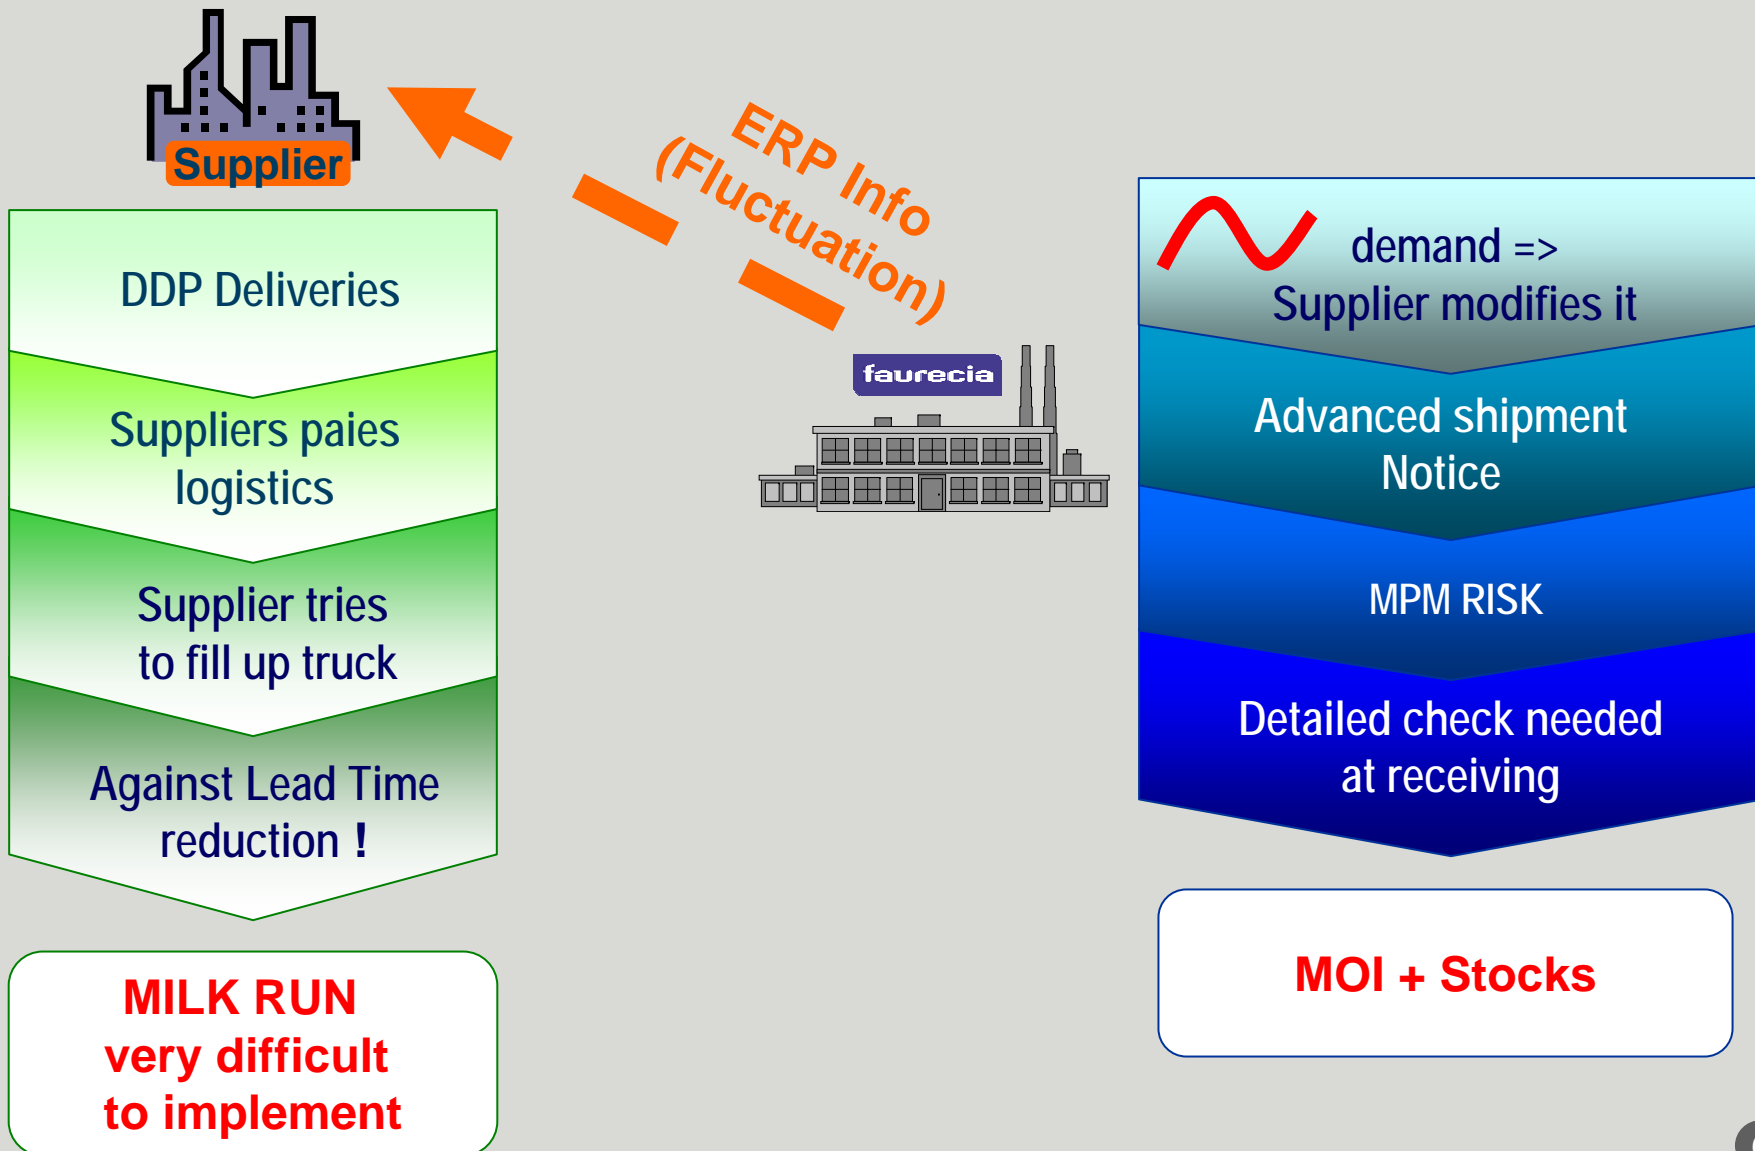 Supplier
ERP Info
(Fluctuation)
DDP Deliveries
Suppliers paies
logistics
Supplier tries
to fill up truck
Against Lead Time
reduction !
MILK RUN
very difficult
to implement
faurecia
demand =>
Supplier modifies it
Advanced shipment
Notice
MPM RISK
Detailed check needed
at receiving
MOI + Stocks